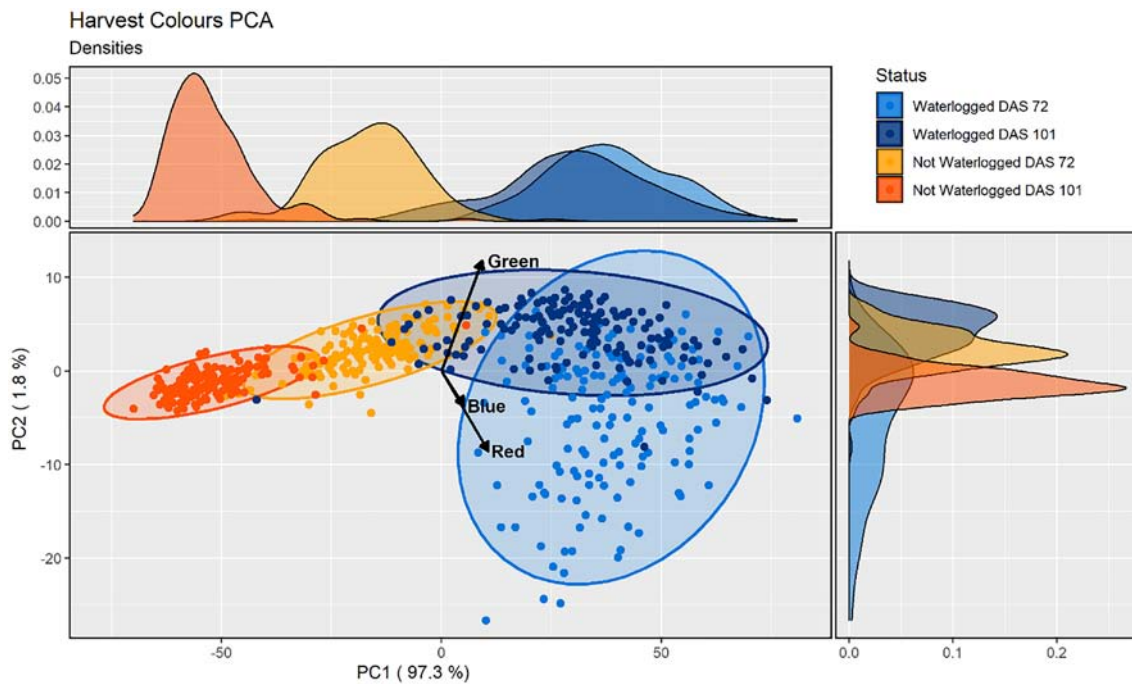 Harvest Colours PCA
Densities
0.05
0.04
0.03
0.02
0.01
0.00
Status
Waterlogged DAS 72
Waterlogged DAS 101
Not Waterlogged DAS 72
Not Waterlogged DAS 101
10
0
-10
-20
PC2 ( 1.8 %)
Green
Blue
Red
-50
0
50
PC1 ( 97.3 %)
0.0
0.1
0.2